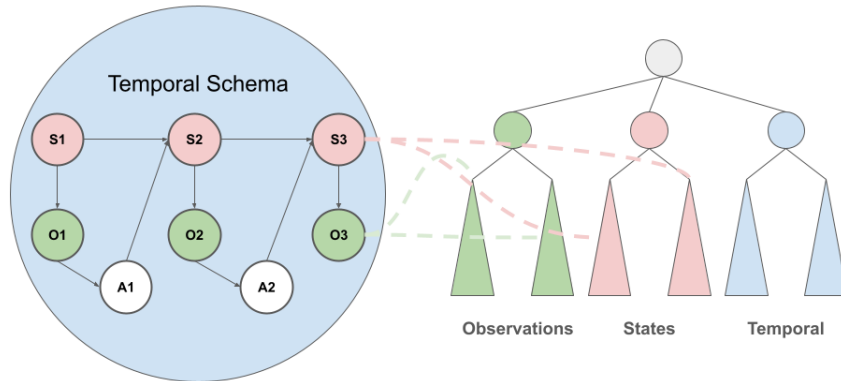 Temporal Schema
S1
S2
S3
O1
O2
O3
A1
A2
Observations
States
Temporal